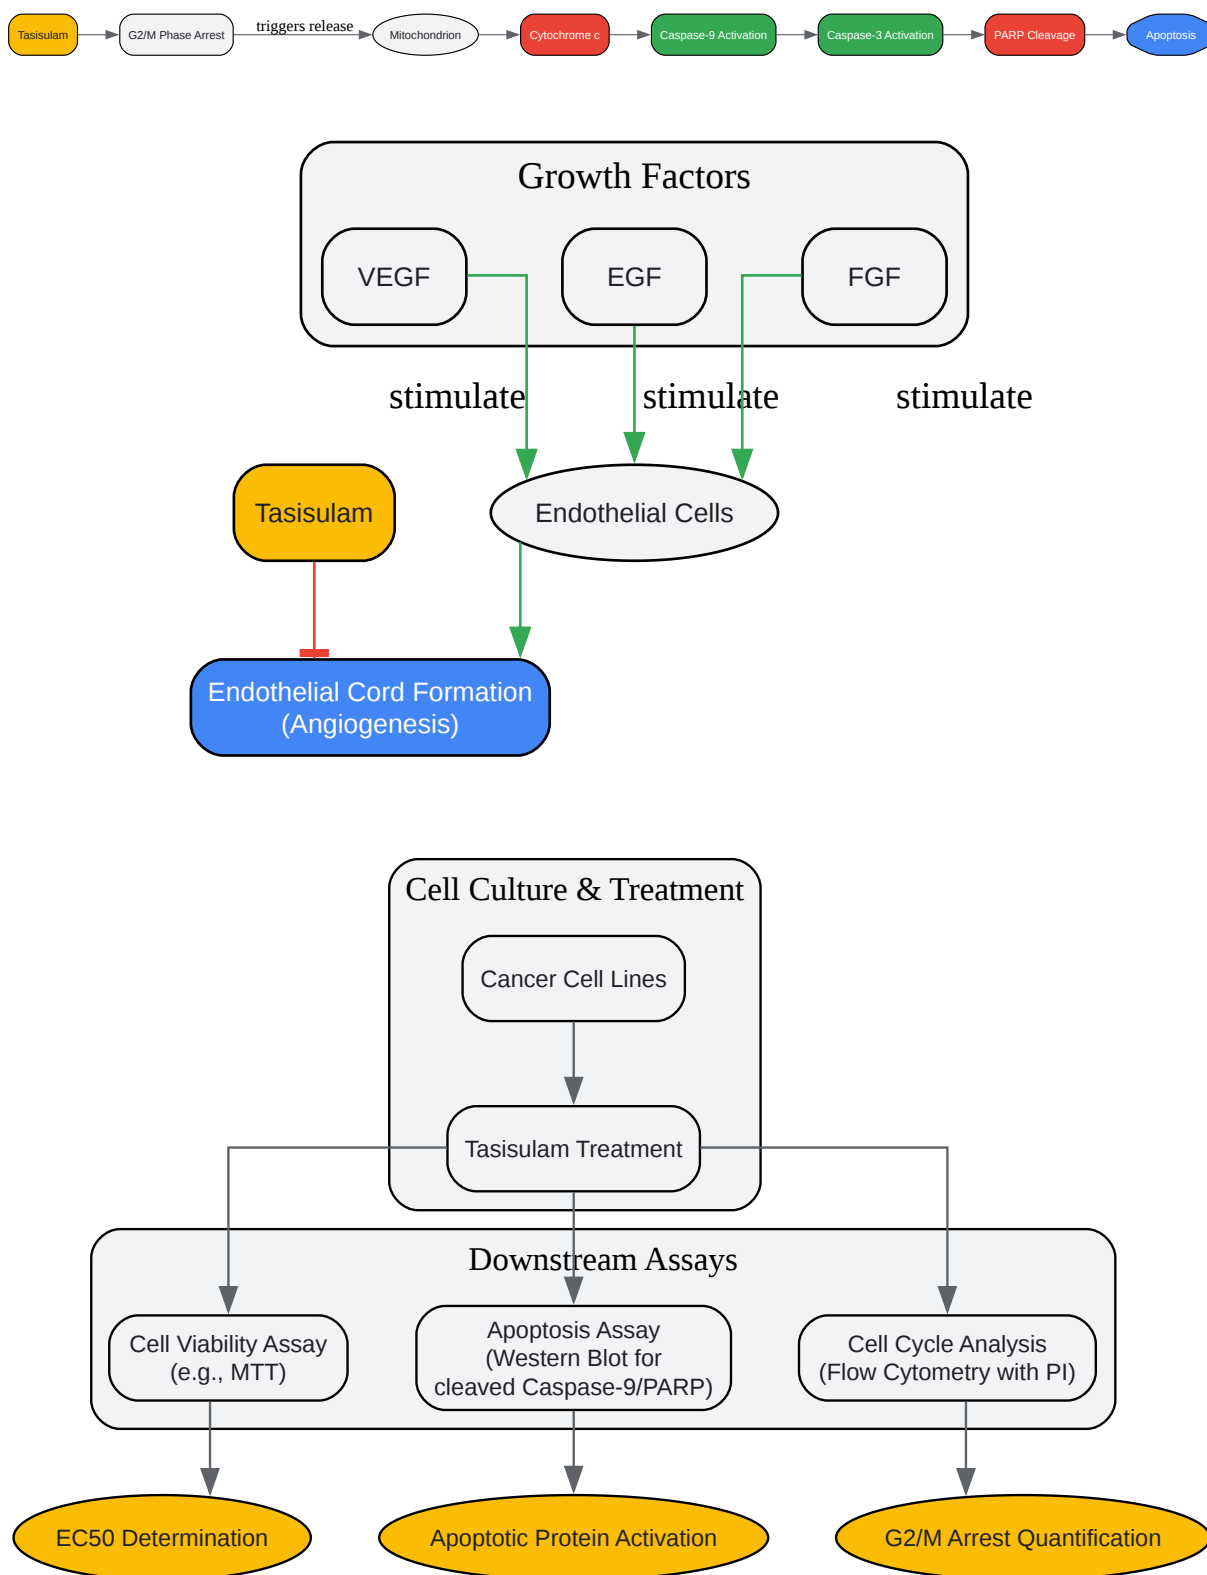 Tasisulam
G2/M Phase Arrest
triggers release
Mitochondrion
Cytochrome c
Caspase-9 Activation
Caspase-3 Activation
PARP Cleavage
Apoptosis
Growth Factors
VEGF
EGF
FGF
stimulate
stimulate
stimulate
Tasisulam
Endothelial Cells
Endothelial Cord Formation
(Angiogenesis)
Cell Culture & Treatment
Cancer Cell Lines
Tasisulam Treatment
Downstream Assays
Cell Viability Assay
(e.g., MTT)
Apoptosis Assay
(Western Blot for
cleaved Caspase-9/PARP)
Cell Cycle Analysis
(Flow Cytometry with PI)
EC50 Determination
Apoptotic Protein Activation
G2/M Arrest Quantification